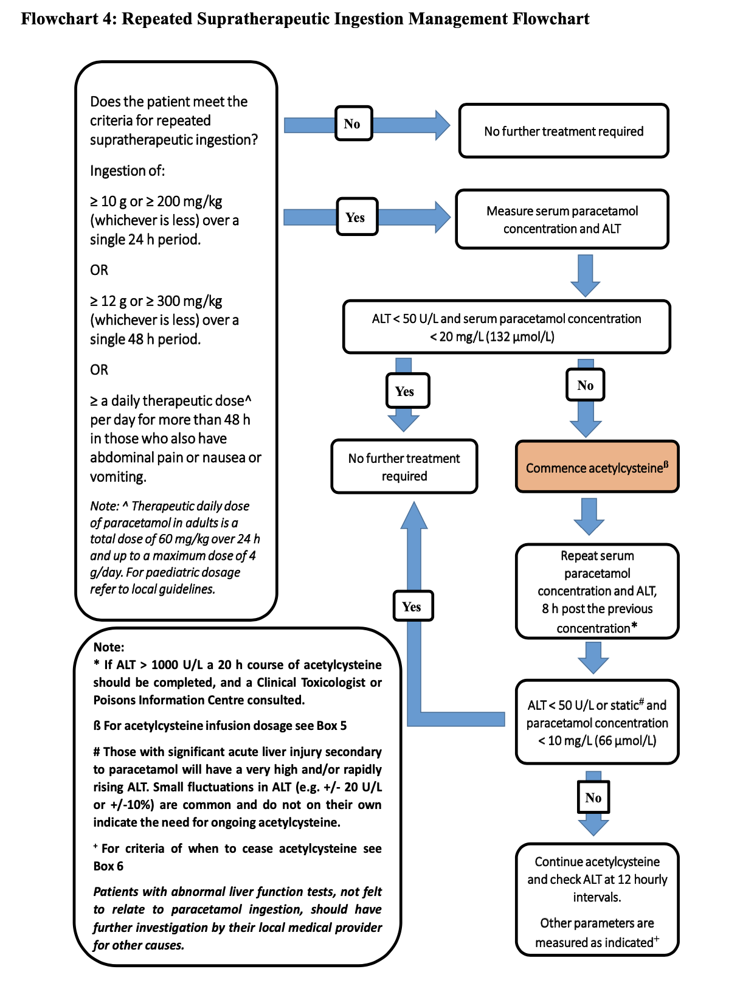 Flowchart 4: Repeated Supratherapeutic Ingestion Management Flowchart
Does the patient meet the
criteria for repeated
supratherapeutic ingestion?
Ingestion of:
≥ 10 g or ≥ 200 mg/kg
(whichever is less) over a
single 24 h period.
OR
≥ 12 g or ≥ 300 mg/kg
(whichever is less) over a
single 48 h period.
OR
≥ a daily therapeutic dose^
per day for more than 48 h
in those who also have
abdominal pain or nausea or
vomiting.
Note: ^ Therapeutic daily dose
of paracetamol in adults is a
total dose of 60 mg/kg over 24 h
and up to a maximum dose of 4
g/day. For paediatric dosage
refer to local guidelines.
No
No further treatment required
Yes
Measure serum paracetamol
concentration and ALT
ALT < 50 U/L and serum paracetamol concentration
< 20 mg/L (132 µmol/L)
Yes
No
No further treatment
required
Commence acetylcysteineß
Repeat serum
paracetamol
concentration and ALT,
8 h post the previous
concentration*
Yes
ALT < 50 U/L or static# and
paracetamol concentration
< 10 mg/L (66 µmol/L)
No
Continue acetylcysteine
and check ALT at 12 hourly
intervals.
Other parameters are
measured as indicated+
Note:
* If ALT > 1000 U/L a 20 h course of acetylcysteine
should be completed, and a Clinical Toxicologist or
Poisons Information Centre consulted.
ß For acetylcysteine infusion dosage see Box 5
# Those with significant acute liver injury secondary
to paracetamol will have a very high and/or rapidly
rising ALT. Small fluctuations in ALT (e.g. +/- 20 U/L
or +/-10%) are common and do not on their own
indicate the need for ongoing acetylcysteine.
+ For criteria of when to cease acetylcysteine see
Box 6
Patients with abnormal liver function tests, not felt
to relate to paracetamol ingestion, should have
further investigation by their local medical provider
for other causes.